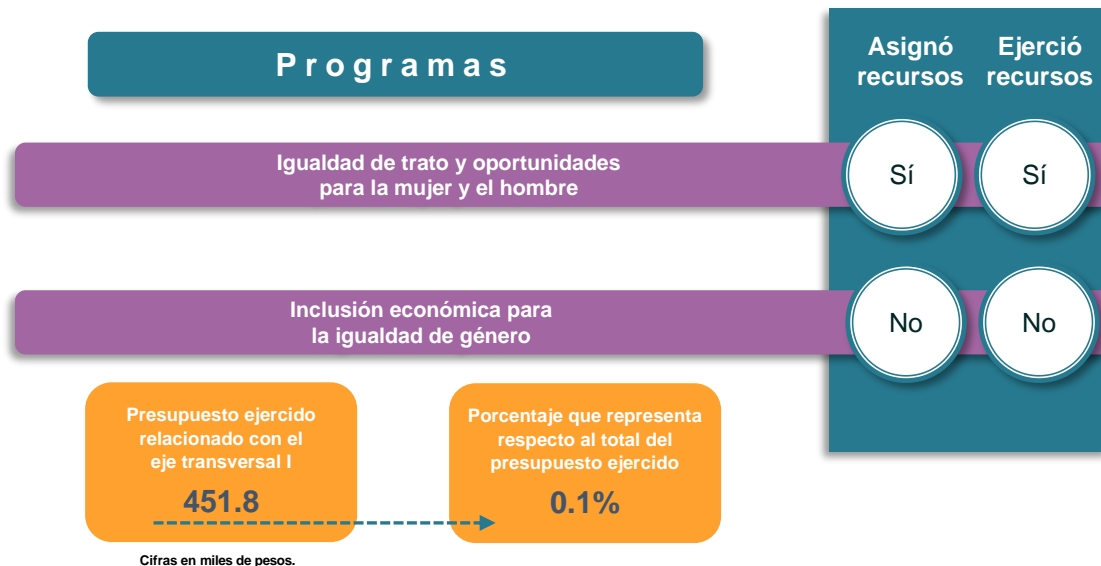 Programas
Asignó
recursos
Ejerció
recursos
Igualdad de trato y oportunidades
para la mujer y el hombre
Sí
Sí
Inclusión económica para
la igualdad de género
No
No
Presupuesto ejercido
relacionado con el
eje transversal I
451.8
Porcentaje que representa
respecto al total del
presupuesto ejercido
0.1%
Cifras en miles de pesos.